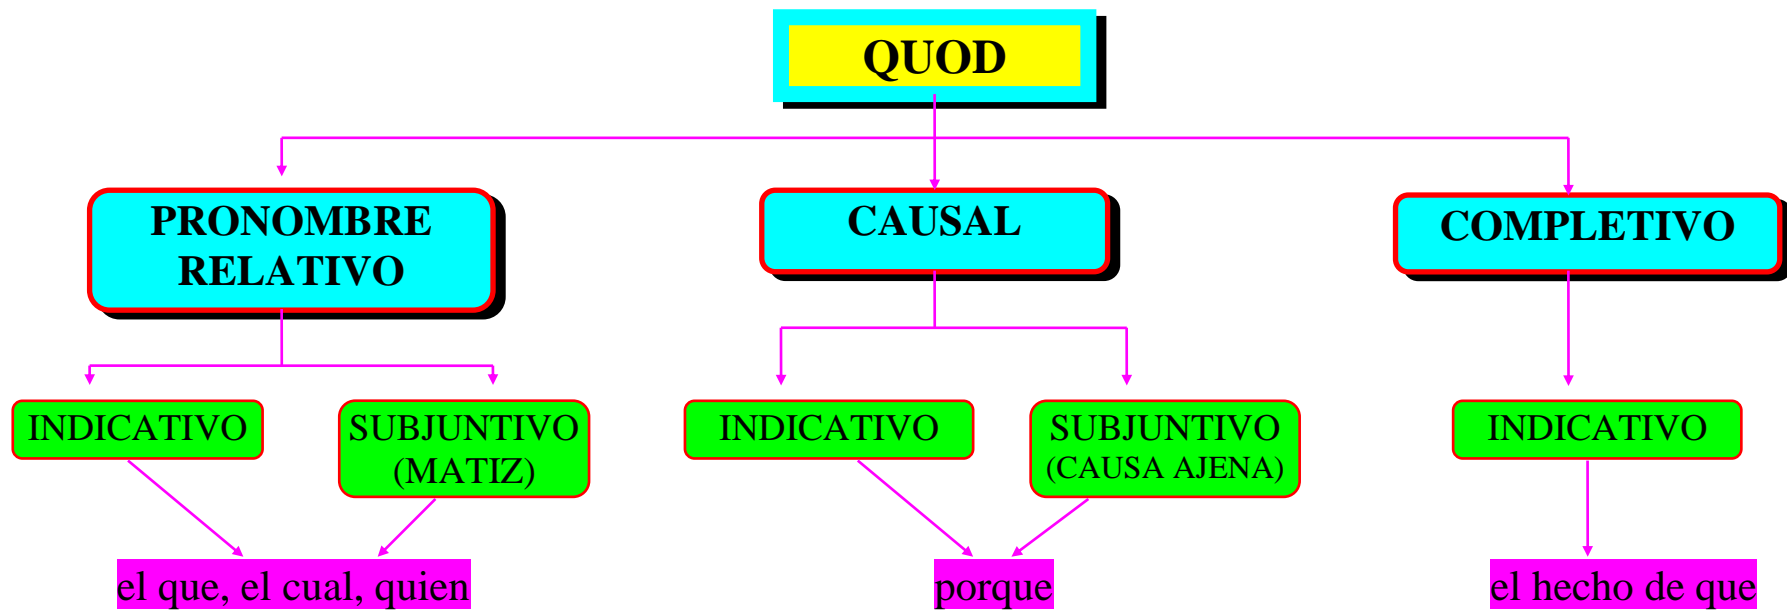 QUOD
PRONOMBRE
RELATIVO
CAUSAL
COMPLETIVO
INDICATIVO
SUBJUNTIVO
(MATIZ)
INDICATIVO
SUBJUNTIVO
(CAUSA AJENA)
INDICATIVO
el que, el cual, quien
porque
el hecho de que